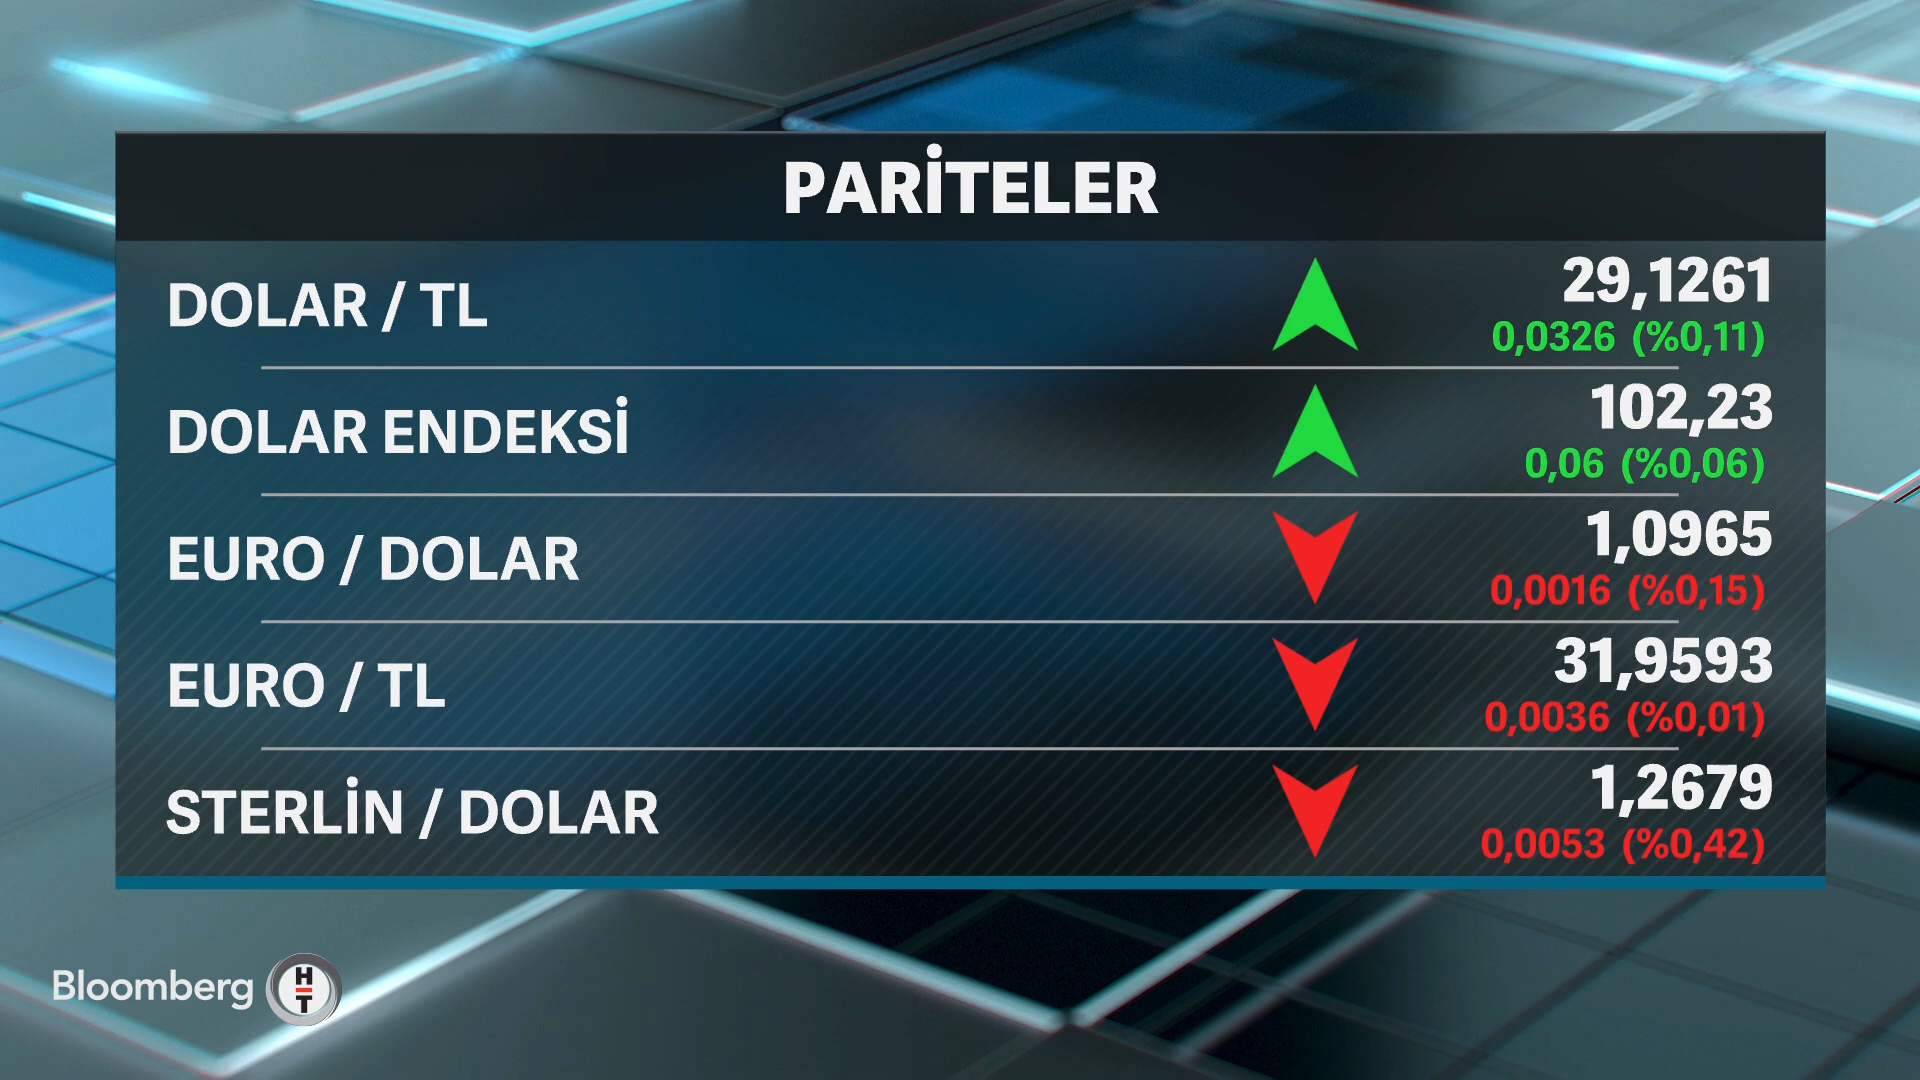 PARİTELER
DOLAR / TL
29,1261
0,0326 (%0,11)
DOLAR ENDEKSİ
102,23
0,06 (%0,06)
EURO / DOLAR
1,0965
0,0016 (%0,15)
EURO / TL
31,9593
0,0036 (%0,01)
STERLİN / DOLAR
1,2679
0,0053 (%0,42)
Bloomberg HT